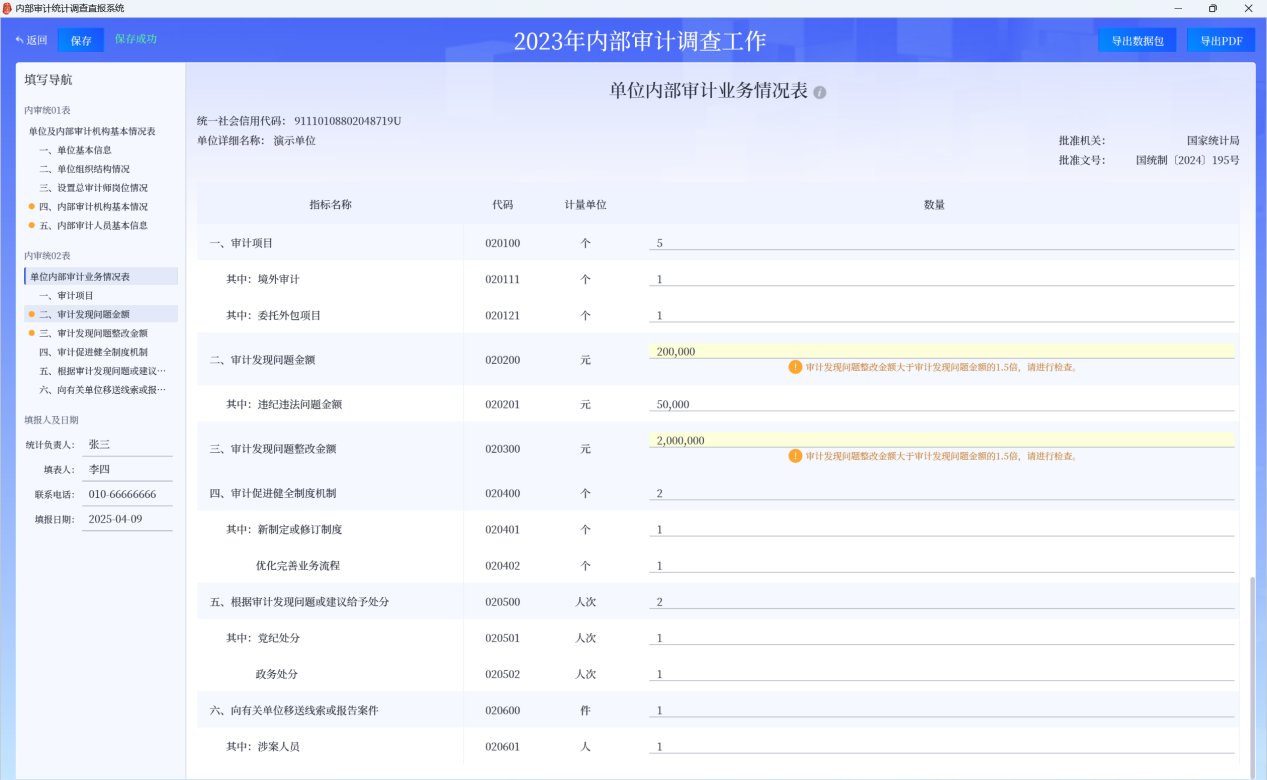 内部审计统计调查直报系统
返回 保存 保存成功 2023年内部审计调查工作 导出数据包 导出PDF
填写导航
内审统01表
单位及内部审计机构基本情况表
一、单位基本信息
二、单位组织结构情况
三、设置总审计师岗位情况
四、内部审计机构基本情况
五、内部审计人员基本信息
内审统02表
单位内部审计业务情况表
一、审计项目
二、审计发现问题金额
三、审计发现问题整改金额
四、审计促进健全制度机制
五、根据审计发现问题或建议…
六、向有关单位移送线索或报…
填报人及日期
统计负责人: 张三
填表人: 李四
联系电话: 010-66666666
填报日期: 2025-04-09
单位内部审计业务情况表 i
统一社会信用代码: 91110108802048719U
单位详细名称: 演示单位 批准机关: 国家统计局
批准文号: 国统制〔2024〕195号
指标名称 代码 计量单位 数量
一、审计项目 020100 个 5
其中: 境外审计 020111 个 1
其中: 委托外包项目 020121 个 1
二、审计发现问题金额 020200 元 200,000
! 审计发现问题整改金额大于审计发现问题金额的1.5倍, 请进行检查。
其中: 违纪违法问题金额 020201 元 50,000
三、审计发现问题整改金额 020300 元 2,000,000
! 审计发现问题整改金额大于审计发现问题金额的1.5倍, 请进行检查。
四、审计促进健全制度机制 020400 个 2
其中: 新制定或修订制度 020401 个 1
优化完善业务流程 020402 个 1
五、根据审计发现问题或建议给予处分 020500 人次 2
其中: 党纪处分 020501 人次 1
政务处分 020502 人次 1
六、向有关单位移送线索或报告案件 020600 件 1
其中: 涉案人员 020601 人 1